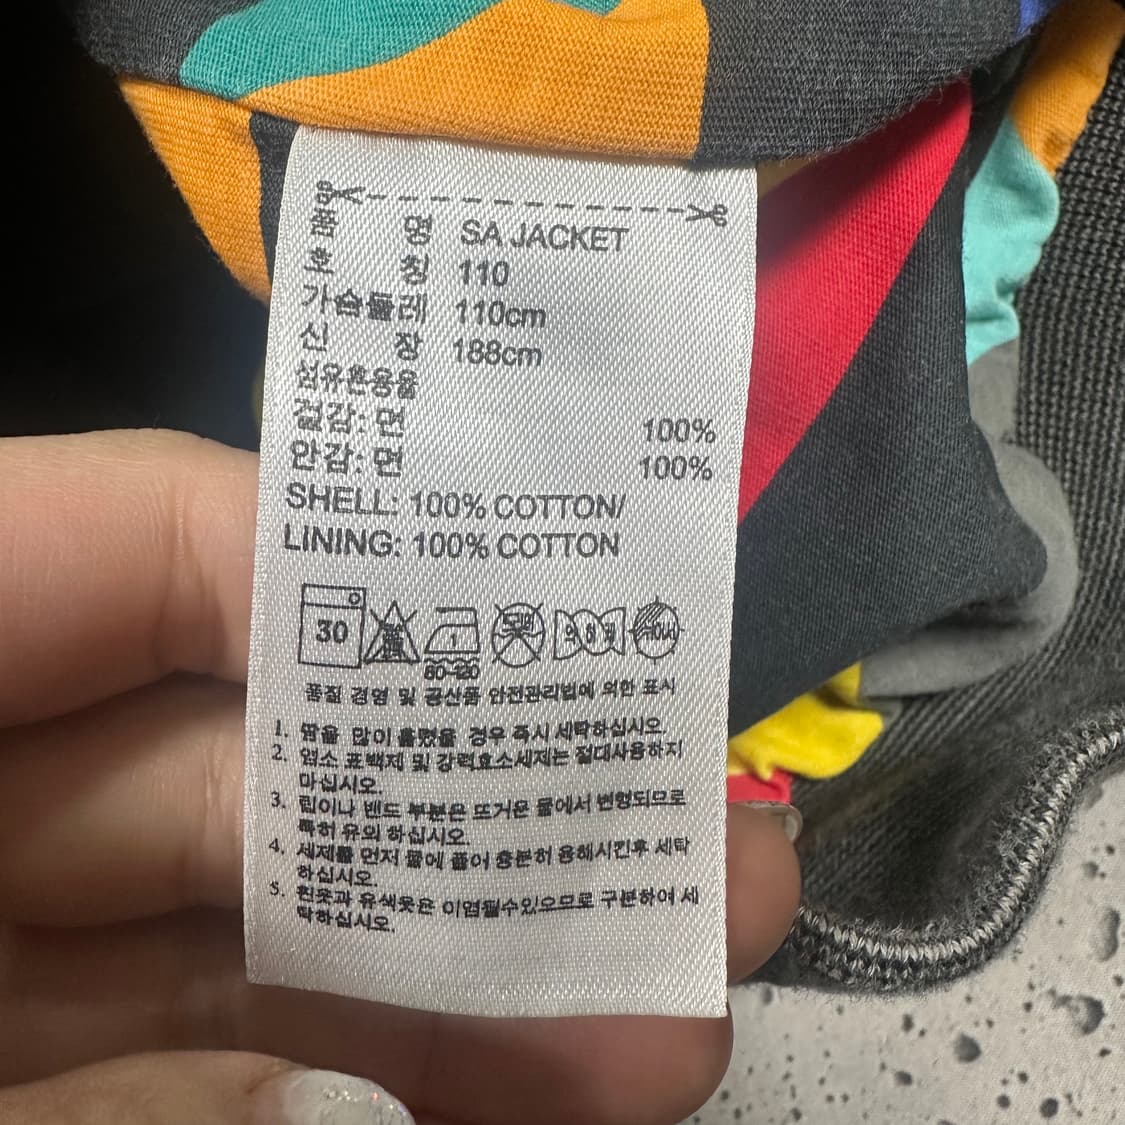 품 명 SA JACKET
호 칭 110
가슴둘레 110cm
신 장 188cm
섬유혼용율
겉감: 면 100%
안감: 면 100%
SHELL: 100% COTTON/
LINING: 100% COTTON
30 80~120
품질 경영 및 공산품 안전관리법에 의한 표시
1. 땀을 많이 흘렸을 경우 즉시 세탁하십시오.
2. 염소 표백제 및 강력효소세제는 절대사용하지
마십시오.
3. 립이나 밴드 부분은 뜨거운 물에서 변형되므로
특히 유의 하십시오.
4. 세제를 먼저 물에 풀어 충분히 용해시킨후 세탁
하십시오.
5. 흰옷과 유색옷은 이염될수있으므로 구분하여 세
탁하십시오.